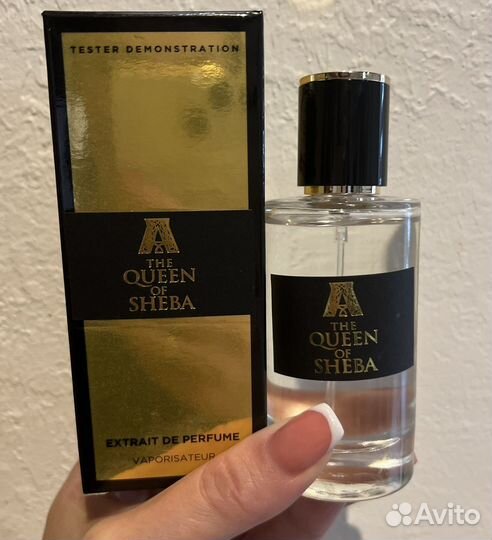 TESTER DEMONSTRATION
THE
QUEEN
OF
SHEBA
EXTRAIT DE PERFUME
VAPORISATEUR
THE
QUEEN
OF
SHEBA
Avito